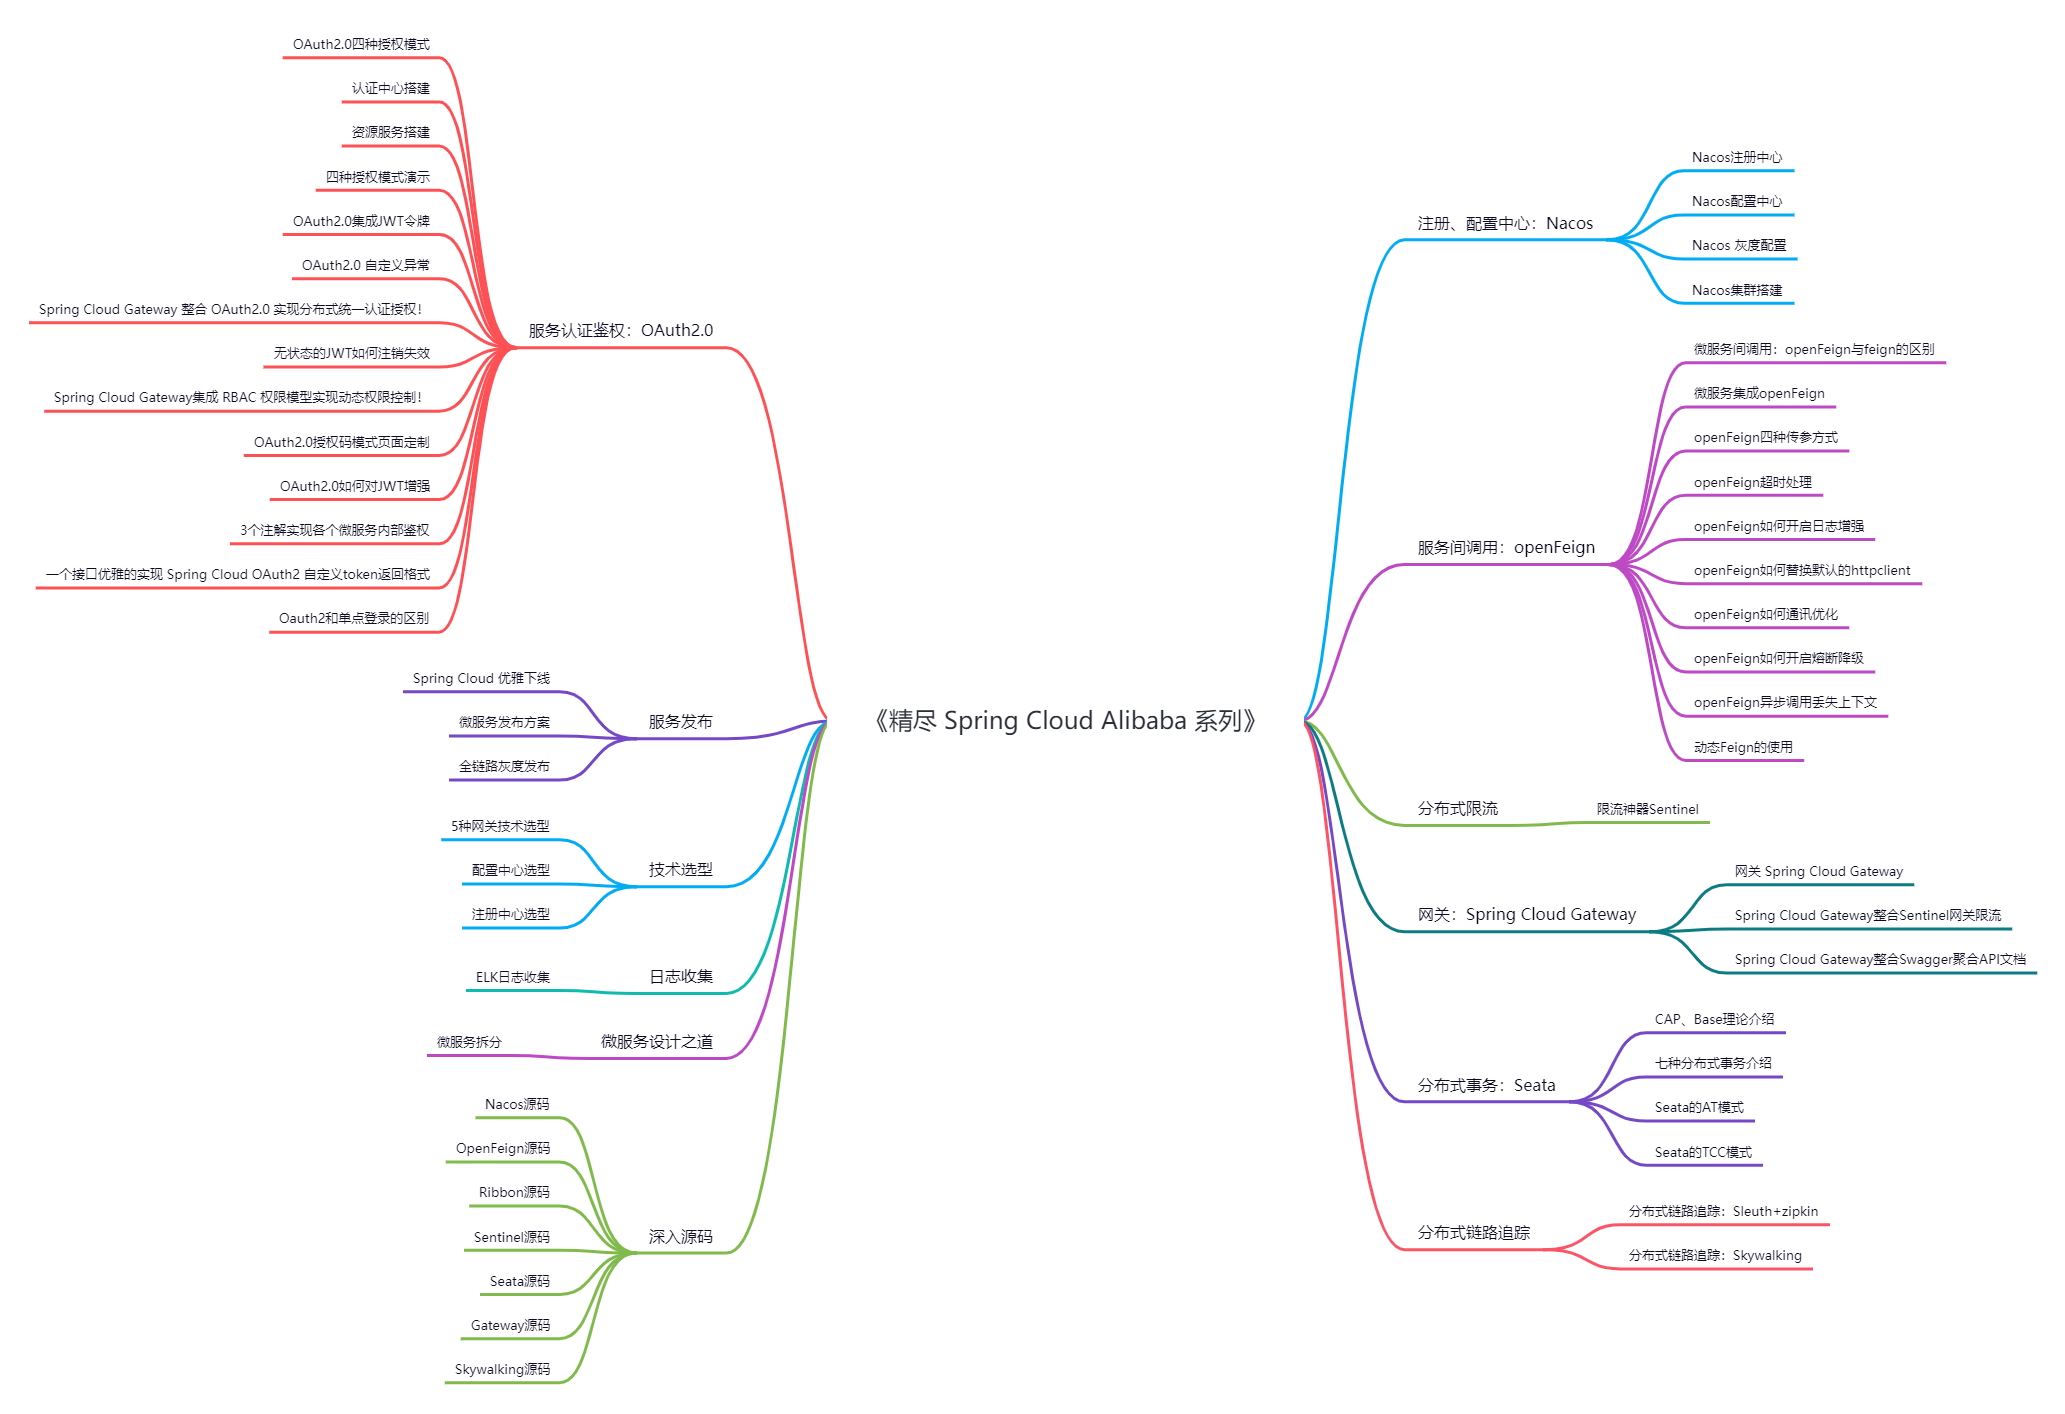 《精尽 Spring Cloud Alibaba 系列》
注册、配置中心：Nacos
Nacos注册中心
Nacos配置中心
Nacos 灰度配置
Nacos集群搭建
服务间调用：openFeign
微服务间调用：openFeign与feign的区别
微服务集成openFeign
openFeign四种传参方式
openFeign超时处理
openFeign如何开启日志增强
openFeign如何替换默认的httpclient
openFeign如何通讯优化
openFeign如何开启熔断降级
openFeign异步调用丢失上下文
动态Feign的使用
分布式限流
限流神器Sentinel
网关：Spring Cloud Gateway
网关 Spring Cloud Gateway
Spring Cloud Gateway整合Sentinel网关限流
Spring Cloud Gateway整合Swagger聚合API文档
分布式事务：Seata
CAP、Base理论介绍
七种分布式事务介绍
Seata的AT模式
Seata的TCC模式
分布式链路追踪
分布式链路追踪：Sleuth+zipkin
分布式链路追踪：Skywalking
服务认证鉴权：OAuth2.0
OAuth2.0四种授权模式
认证中心搭建
资源服务搭建
四种授权模式演示
OAuth2.0集成JWT令牌
OAuth2.0 自定义异常
Spring Cloud Gateway 整合 OAuth2.0 实现分布式统一认证授权！
无状态的JWT如何注销失效
Spring Cloud Gateway集成 RBAC 权限模型实现动态权限控制！
OAuth2.0授权码模式页面定制
OAuth2.0如何对JWT增强
3个注解实现各个微服务内部鉴权
一个接口优雅的实现 Spring Cloud OAuth2 自定义token返回格式
Oauth2和单点登录的区别
服务发布
Spring Cloud 优雅下线
微服务发布方案
全链路灰度发布
技术选型
5种网关技术选型
配置中心选型
注册中心选型
日志收集
ELK日志收集
微服务设计之道
微服务拆分
深入源码
Nacos源码
OpenFeign源码
Ribbon源码
Sentinel源码
Seata源码
Gateway源码
Skywalking源码